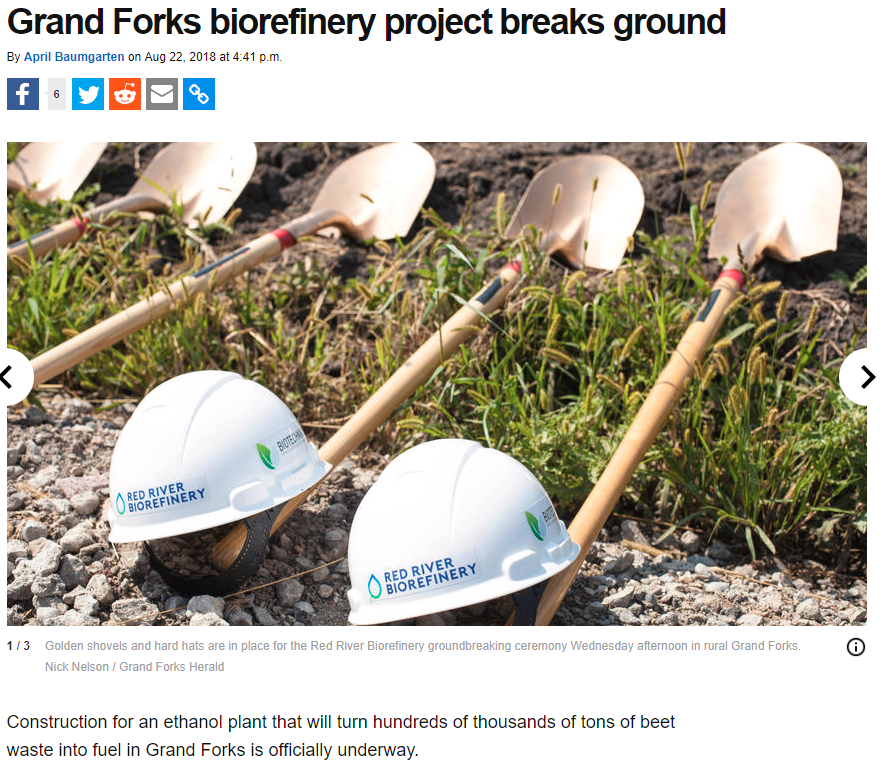 Grand Forks biorefinery project breaks ground
By April Baumgarten on Aug 22, 2018 at 4:41 p.m.
6
BIOTECHN
RED RIVER
BIOREFINERY
RED RIVER
BIOREFINERY
1 / 3 Golden shovels and hard hats are in place for the Red River Biorefinery groundbreaking ceremony Wednesday afternoon in rural Grand Forks.
Nick Nelson / Grand Forks Herald
Construction for an ethanol plant that will turn hundreds of thousands of tons of beet
waste into fuel in Grand Forks is officially underway.